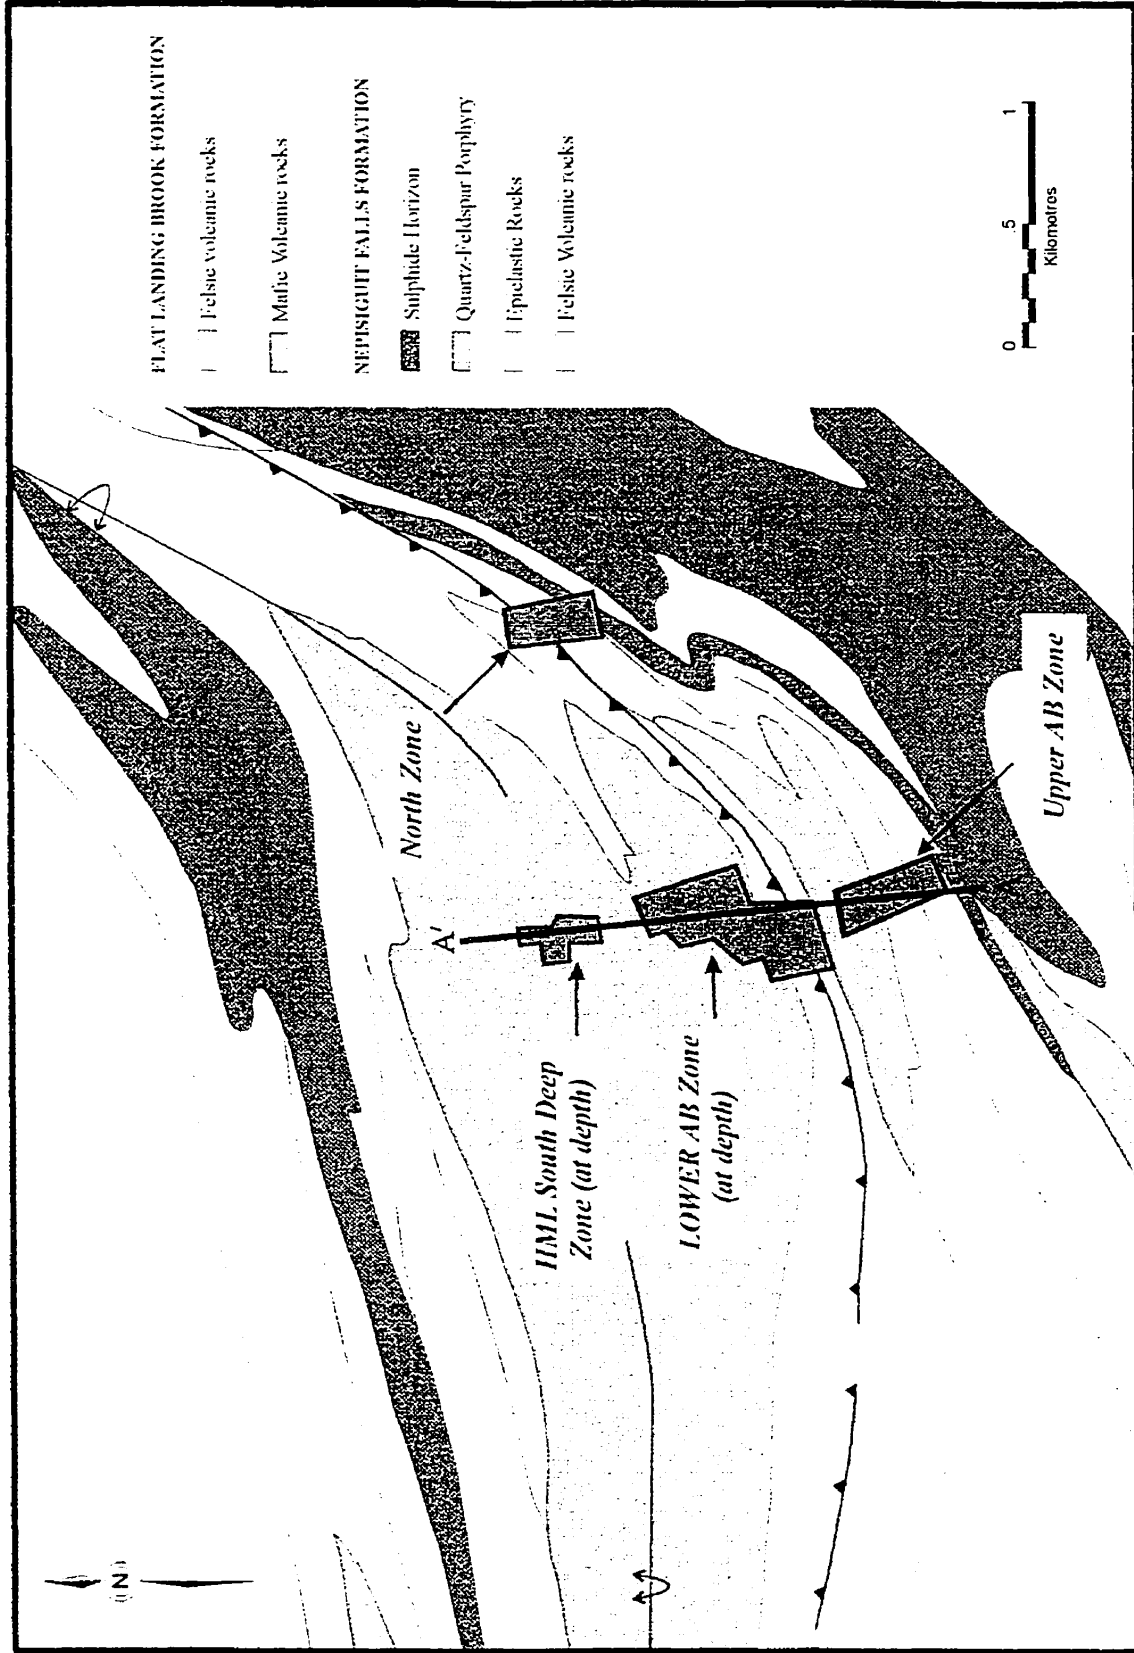 N
FLAT LANDING BROOK FORMATION
Felsic volcanic rocks
Mafic Volcanic rocks
NEPISIGUIT FALLS FORMATION
Sulphide Horizon
Quartz-Feldspar Porphyry
Epiclastic Rocks
Felsic Volcanic rocks
North Zone
A'
HML South Deep
Zone (at depth)
LOWER AB Zone
(at depth)
Upper AB Zone
0 .5 1
Kilometres